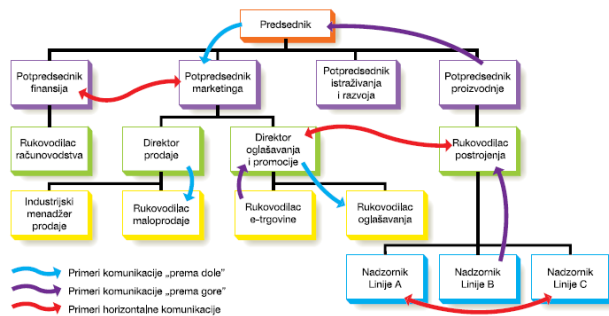 Predsednik
Potpredsednik
finansija
Potpredsednik
marketinga
Potpredsednik
istraživanja
i razvoja
Potpredsednik
proizvodnje
Rukovodilac
računovodstva
Direktor
prodaje
Direktor
oglašavanja
i promocije
Rukovodilac
postrojenja
Industrijski
menadžer
prodaje
Rukovodilac
maloprodaje
Rukovodilac
e-trgovine
Rukovodilac
oglašavanja
Nadzornik
Linije A
Nadzornik
Linije B
Nadzornik
Linije C
Primeri komunikacije „prema dole”
Primeri komunikacije „prema gore”
Primeri horizontalne komunikacije